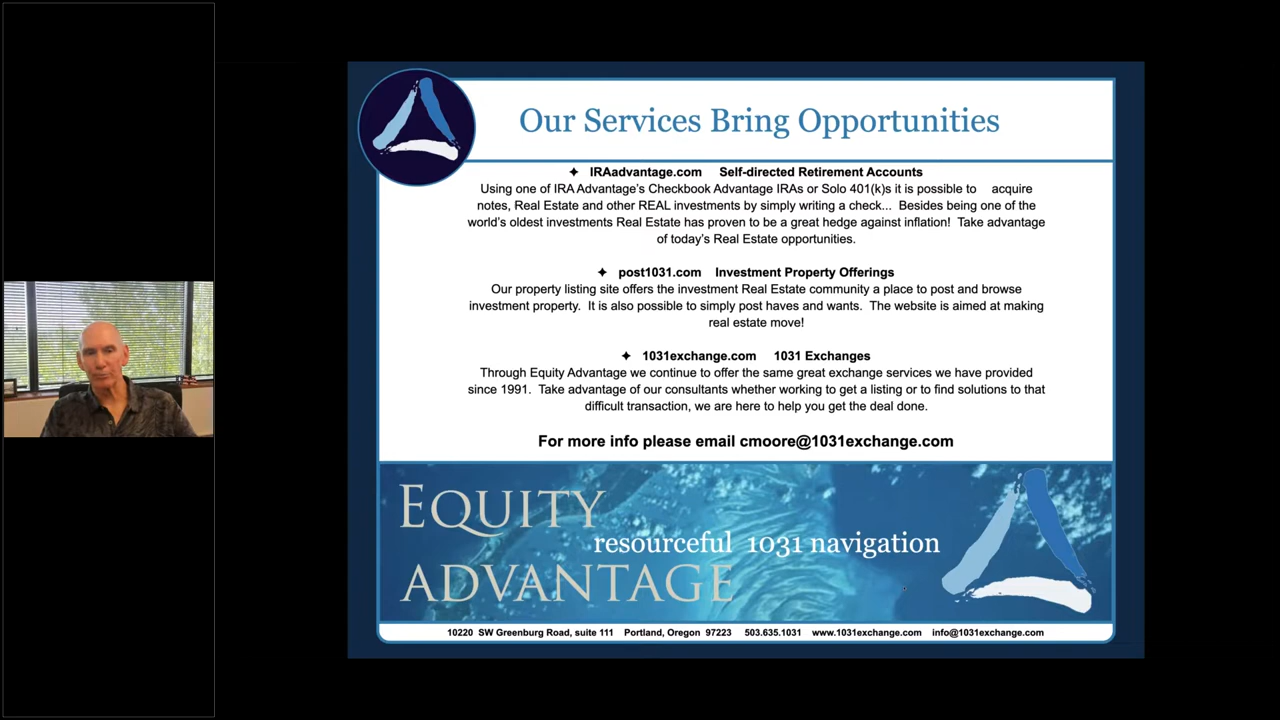 Our Services Bring Opportunities
✦ IRAadvantage.com Self-directed Retirement Accounts
Using one of IRA Advantage's Checkbook Advantage IRAs or Solo 401(k)s it is possible to acquire
notes, Real Estate and other REAL investments by simply writing a check... Besides being one of the
world's oldest investments Real Estate has proven to be a great hedge against inflation! Take advantage
of today's Real Estate opportunities.
✦ post1031.com Investment Property Offerings
Our property listing site offers the investment Real Estate community a place to post and browse
investment property. It is also possible to simply post haves and wants. The website is aimed at making
real estate move!
✦ 1031exchange.com 1031 Exchanges
Through Equity Advantage we continue to offer the same great exchange services we have provided
since 1991. Take advantage of our consultants whether working to get a listing or to find solutions to that
difficult transaction, we are here to help you get the deal done.
For more info please email cmoore@1031exchange.com
EQUITY
resourceful 1031 navigation
ADVANTAGE
10220 SW Greenburg Road, suite 111 Portland, Oregon 97223 503.635.1031 www.1031exchange.com info@1031exchange.com